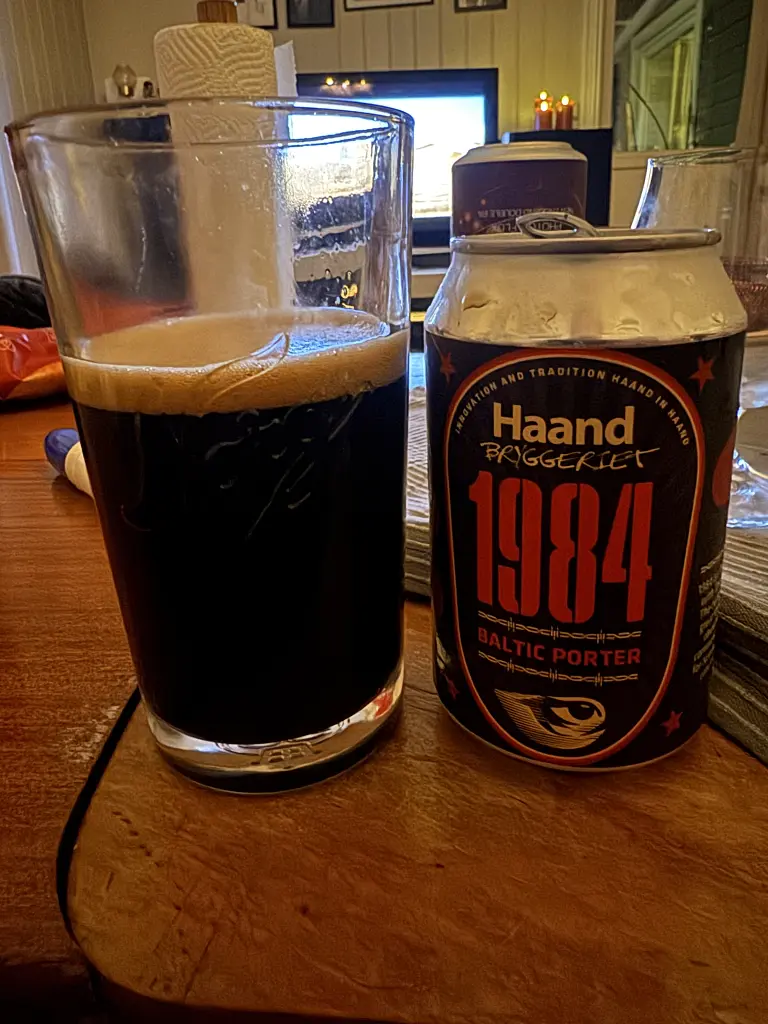 INNOVATION AND TRADITION HAAND IN HAAND
Haand
BRYGGERIET
1984
BALTIC PORTER